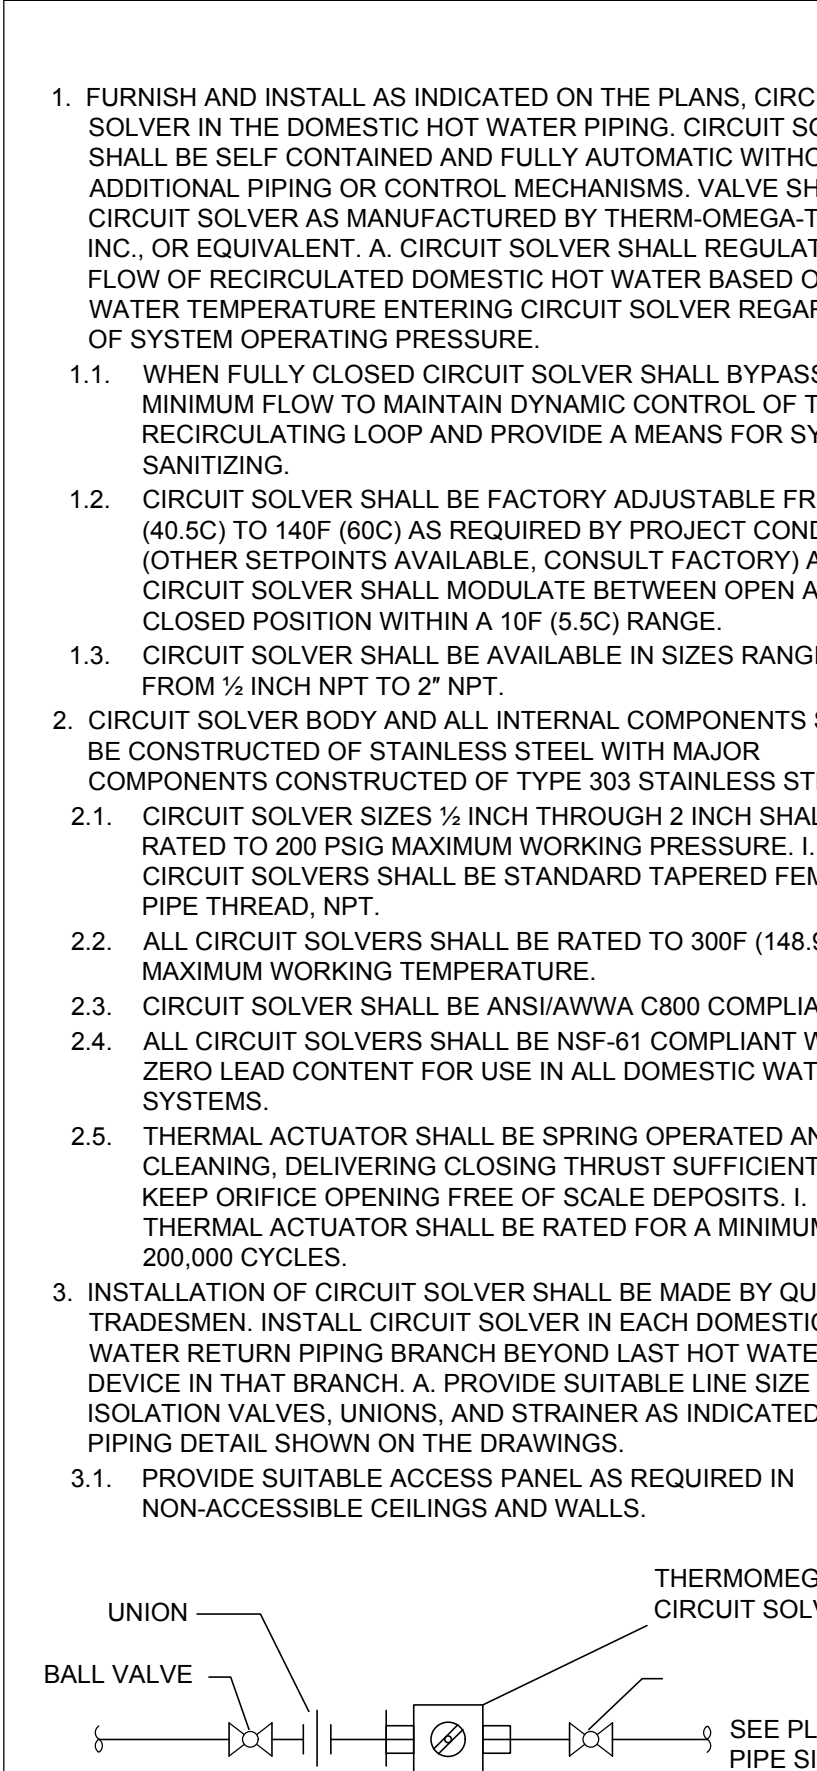 1. FURNISH AND INSTALL AS INDICATED ON THE PLANS, CIRC
SOLVER IN THE DOMESTIC HOT WATER PIPING. CIRCUIT SO
SHALL BE SELF CONTAINED AND FULLY AUTOMATIC WITHO
ADDITIONAL PIPING OR CONTROL MECHANISMS. VALVE SH
CIRCUIT SOLVER AS MANUFACTURED BY THERM-OMEGA-T
INC., OR EQUIVALENT. A. CIRCUIT SOLVER SHALL REGULAT
FLOW OF RECIRCULATED DOMESTIC HOT WATER BASED O
WATER TEMPERATURE ENTERING CIRCUIT SOLVER REGAR
OF SYSTEM OPERATING PRESSURE.
1.1. WHEN FULLY CLOSED CIRCUIT SOLVER SHALL BYPASS
MINIMUM FLOW TO MAINTAIN DYNAMIC CONTROL OF T
RECIRCULATING LOOP AND PROVIDE A MEANS FOR SY
SANITIZING.
1.2. CIRCUIT SOLVER SHALL BE FACTORY ADJUSTABLE FR
(40.5C) TO 140F (60C) AS REQUIRED BY PROJECT COND
(OTHER SETPOINTS AVAILABLE, CONSULT FACTORY) A
CIRCUIT SOLVER SHALL MODULATE BETWEEN OPEN A
CLOSED POSITION WITHIN A 10F (5.5C) RANGE.
1.3. CIRCUIT SOLVER SHALL BE AVAILABLE IN SIZES RANGI
FROM ½ INCH NPT TO 2″ NPT.
2. CIRCUIT SOLVER BODY AND ALL INTERNAL COMPONENTS S
BE CONSTRUCTED OF STAINLESS STEEL WITH MAJOR
COMPONENTS CONSTRUCTED OF TYPE 303 STAINLESS STE
2.1. CIRCUIT SOLVER SIZES ½ INCH THROUGH 2 INCH SHAL
RATED TO 200 PSIG MAXIMUM WORKING PRESSURE. I.
CIRCUIT SOLVERS SHALL BE STANDARD TAPERED FEM
PIPE THREAD, NPT.
2.2. ALL CIRCUIT SOLVERS SHALL BE RATED TO 300F (148.9
MAXIMUM WORKING TEMPERATURE.
2.3. CIRCUIT SOLVER SHALL BE ANSI/AWWA C800 COMPLIA
2.4. ALL CIRCUIT SOLVERS SHALL BE NSF-61 COMPLIANT W
ZERO LEAD CONTENT FOR USE IN ALL DOMESTIC WAT
SYSTEMS.
2.5. THERMAL ACTUATOR SHALL BE SPRING OPERATED AN
CLEANING, DELIVERING CLOSING THRUST SUFFICIENT
KEEP ORIFICE OPENING FREE OF SCALE DEPOSITS. I.
THERMAL ACTUATOR SHALL BE RATED FOR A MINIMUM
200,000 CYCLES.
3. INSTALLATION OF CIRCUIT SOLVER SHALL BE MADE BY QU
TRADESMEN. INSTALL CIRCUIT SOLVER IN EACH DOMESTIC
WATER RETURN PIPING BRANCH BEYOND LAST HOT WATE
DEVICE IN THAT BRANCH. A. PROVIDE SUITABLE LINE SIZE
ISOLATION VALVES, UNIONS, AND STRAINER AS INDICATED
PIPING DETAIL SHOWN ON THE DRAWINGS.
3.1. PROVIDE SUITABLE ACCESS PANEL AS REQUIRED IN
NON-ACCESSIBLE CEILINGS AND WALLS.
THERMOMEG
CIRCUIT SOLV
UNION
BALL VALVE
SEE PL
PIPE SI